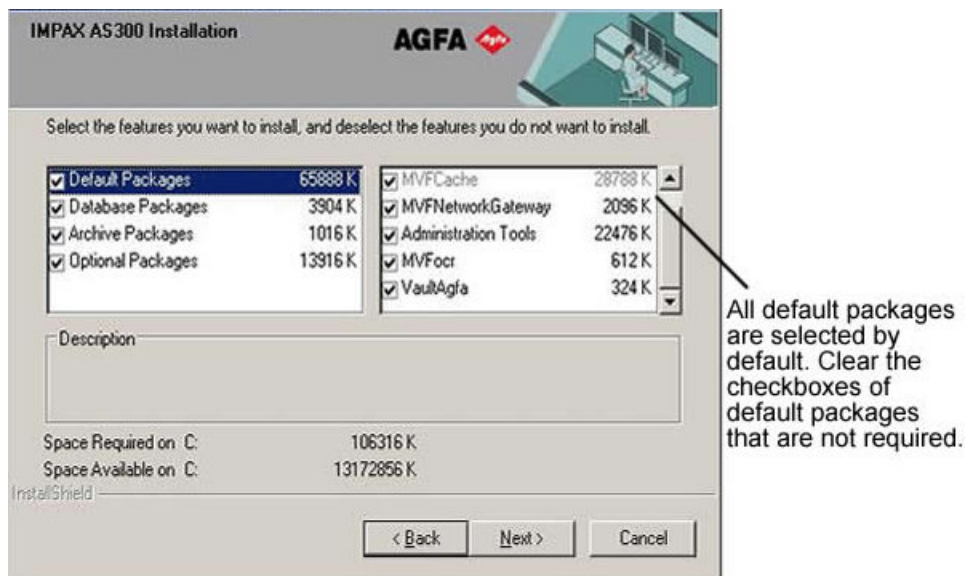 IMPAX AS300 Installation
AGFA
Agfa
Select the features you want to install, and deselect the features you do not want to install.
Default Packages 65888 K
Database Packages 3904 K
Archive Packages 1016 K
Optional Packages 13916 K
MVFCache 28788 K
MVFNetworkGateway 2096 K
Administration Tools 22476 K
MVFocr 612 K
VaultAgfa 324 K
All default packages
are selected by
default. Clear the
checkboxes of
default packages
that are not required.
Description
Space Required on C: 106316 K
Space Available on C: 13172856 K
InstallShield
< Back
Next >
Cancel